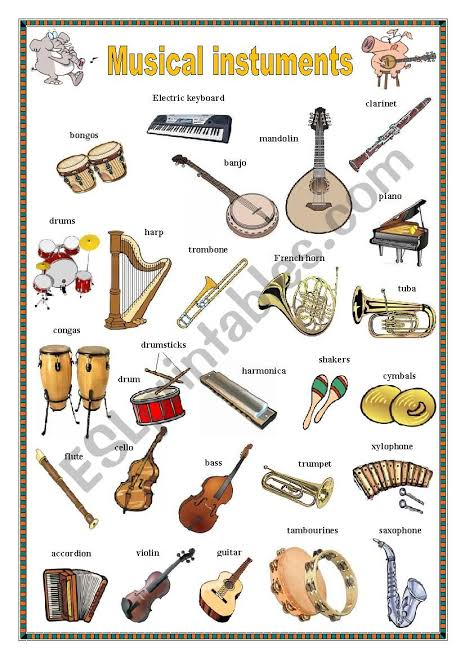 Musical instuments
Electric keyboard
clarinet
bongos
mandolin
banjo
piano
drums
harp
trombone
French horn
tuba
congas
drumsticks
drum
harmonica
shakers
cymbals
flute
cello
bass
trumpet
xylophone
tambourines
saxophone
accordion
violin
guitar
ESLprintables.com